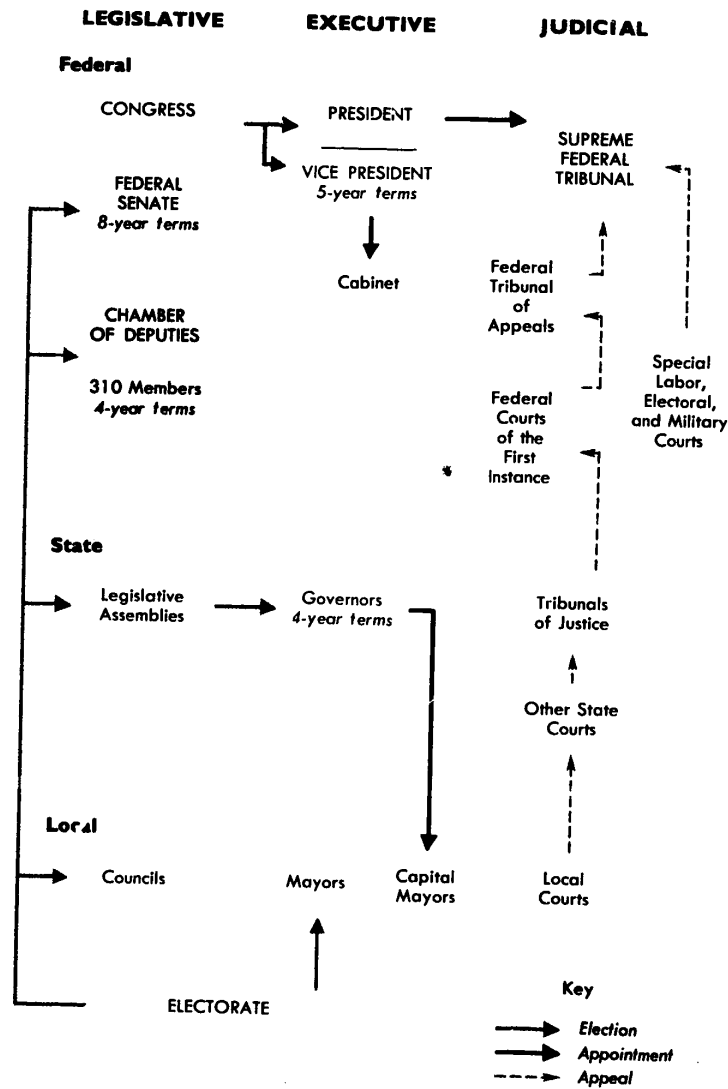 LEGISLATIVE EXECUTIVE JUDICIAL
Federal
CONGRESS
PRESIDENT
SUPREME
FEDERAL
TRIBUNAL
FEDERAL
SENATE
8-year terms
VICE PRESIDENT
5-year terms
Cabinet
Federal
Tribunal
of
Appeals
CHAMBER
OF DEPUTIES
310 Members
4-year terms
Federal
Courts
of the
First
Instance
Special
Labor,
Electoral,
and Military
Courts
State
Legislative
Assemblies
Governors
4-year terms
Tribunals
of Justice
Other State
Courts
Local
Councils
Mayors
Capital
Mayors
Local
Courts
ELECTORATE
Key
Election
Appointment
Appeal